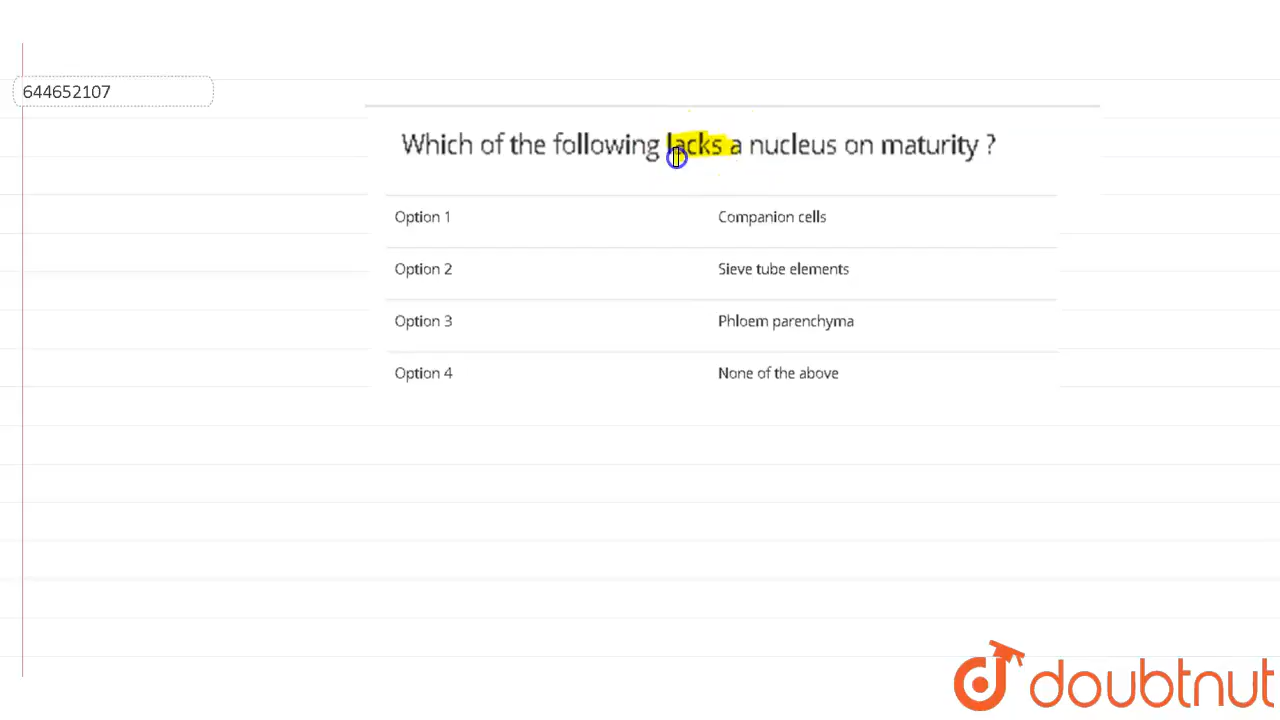 644652107
Which of the following lacks a nucleus on maturity ?
Option 1 Companion cells
Option 2 Sieve tube elements
Option 3 Phloem parenchyma
Option 4 None of the above
doubtnut